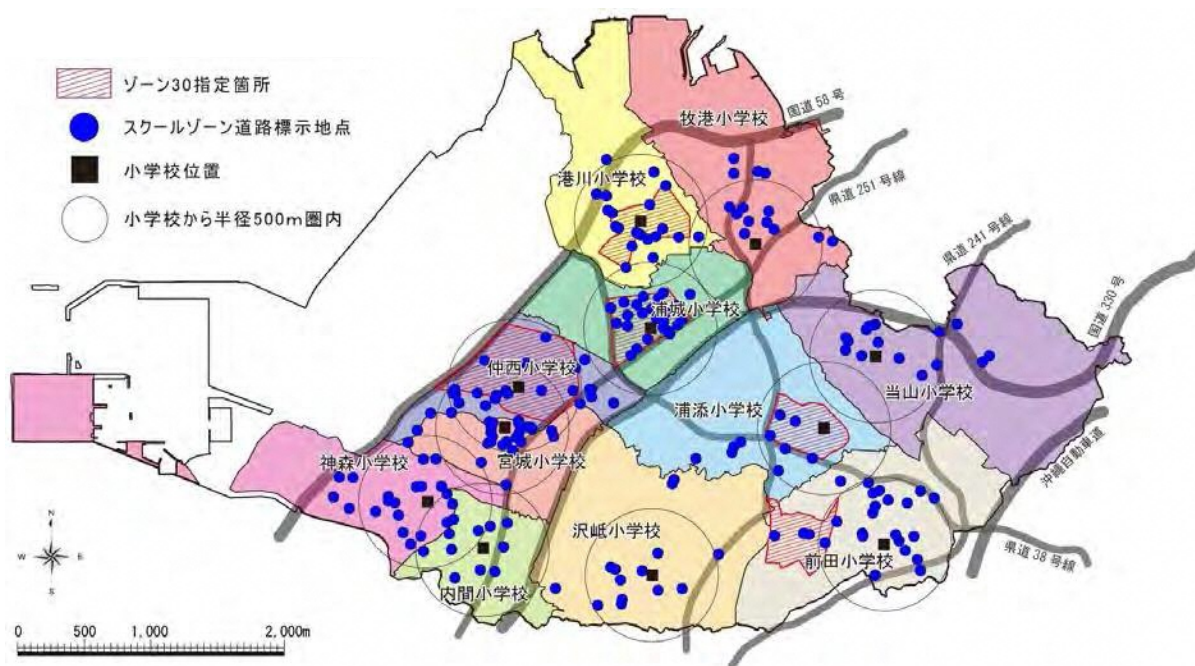 ゾーン30指定箇所
スクールゾーン道路標示地点
小学校位置
小学校から半径500m圏内
牧港小学校
国道58号
港川小学校
県道251号線
県道241号線
国道330号
浦城小学校
仲西小学校
当山小学校
浦添小学校
沖縄自動車道
神森小学校
宮城小学校
沢岻小学校
前田小学校
県道38号線
内間小学校
N
W
E
S
0
500
1,000
2,000m